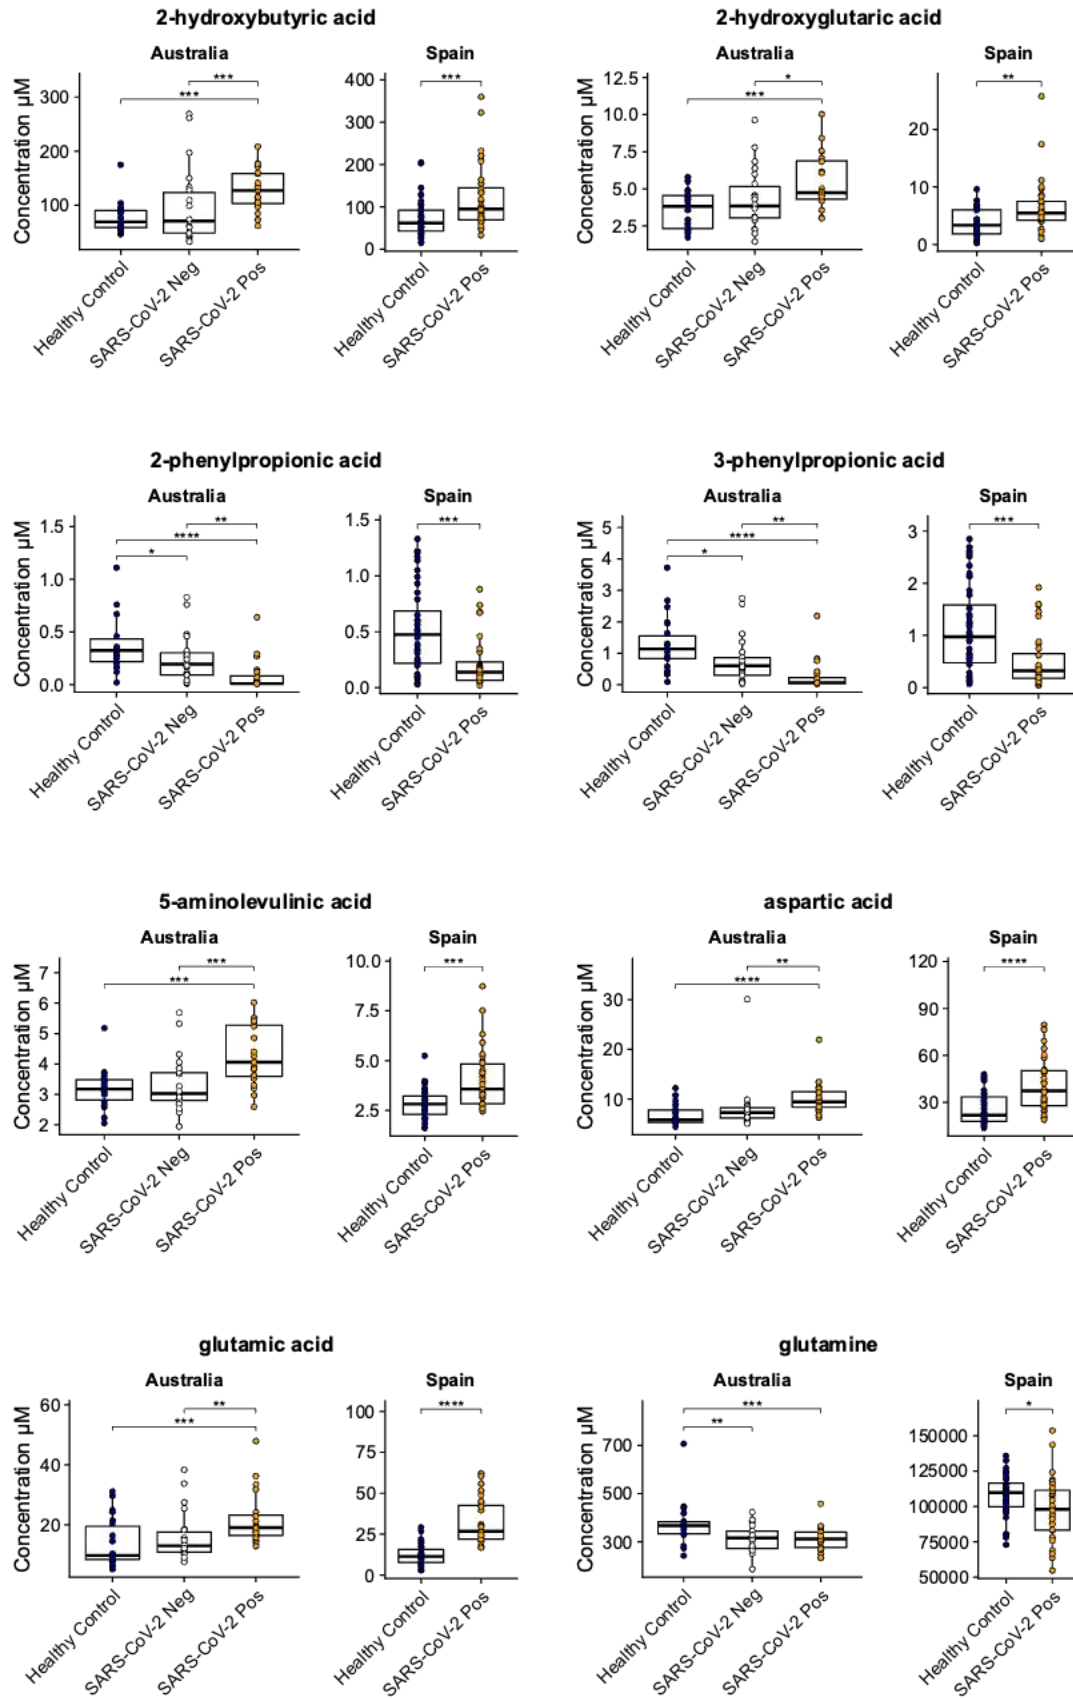 2-hydroxybutyric acid
Australia
Spain
Concentration µM
300
200
100
***
***
400
300
200
100
0
***
Healthy Control
SARS-CoV-2 Neg
SARS-CoV-2 Pos
Healthy Control
SARS-CoV-2 Pos
2-hydroxyglutaric acid
Australia
Spain
Concentration µM
12.5
10.0
7.5
5.0
2.5
*
***
20
10
0
**
Healthy Control
SARS-CoV-2 Neg
SARS-CoV-2 Pos
Healthy Control
SARS-CoV-2 Pos
2-phenylpropionic acid
Australia
Spain
Concentration µM
1.5
1.0
0.5
0.0
**
****
*
1.5
1.0
0.5
0.0
***
Healthy Control
SARS-CoV-2 Neg
SARS-CoV-2 Pos
Healthy Control
SARS-CoV-2 Pos
3-phenylpropionic acid
Australia
Spain
Concentration µM
5
4
3
2
1
0
**
****
*
3
2
1
0
***
Healthy Control
SARS-CoV-2 Neg
SARS-CoV-2 Pos
Healthy Control
SARS-CoV-2 Pos
5-aminolevulinic acid
Australia
Spain
Concentration µM
7
6
5
4
3
2
***
***
10.0
7.5
5.0
2.5
***
Healthy Control
SARS-CoV-2 Neg
SARS-CoV-2 Pos
Healthy Control
SARS-CoV-2 Pos
aspartic acid
Australia
Spain
Concentration µM
30
20
10
**
****
120
90
60
30
****
Healthy Control
SARS-CoV-2 Neg
SARS-CoV-2 Pos
Healthy Control
SARS-CoV-2 Pos
glutamic acid
Australia
Spain
Concentration µM
60
40
20
**
***
100
75
50
25
0
****
Healthy Control
SARS-CoV-2 Neg
SARS-CoV-2 Pos
Healthy Control
SARS-CoV-2 Pos
glutamine
Australia
Spain
Concentration µM
700
500
300
***
**
150000
125000
100000
75000
50000
*
Healthy Control
SARS-CoV-2 Neg
SARS-CoV-2 Pos
Healthy Control
SARS-CoV-2 Pos